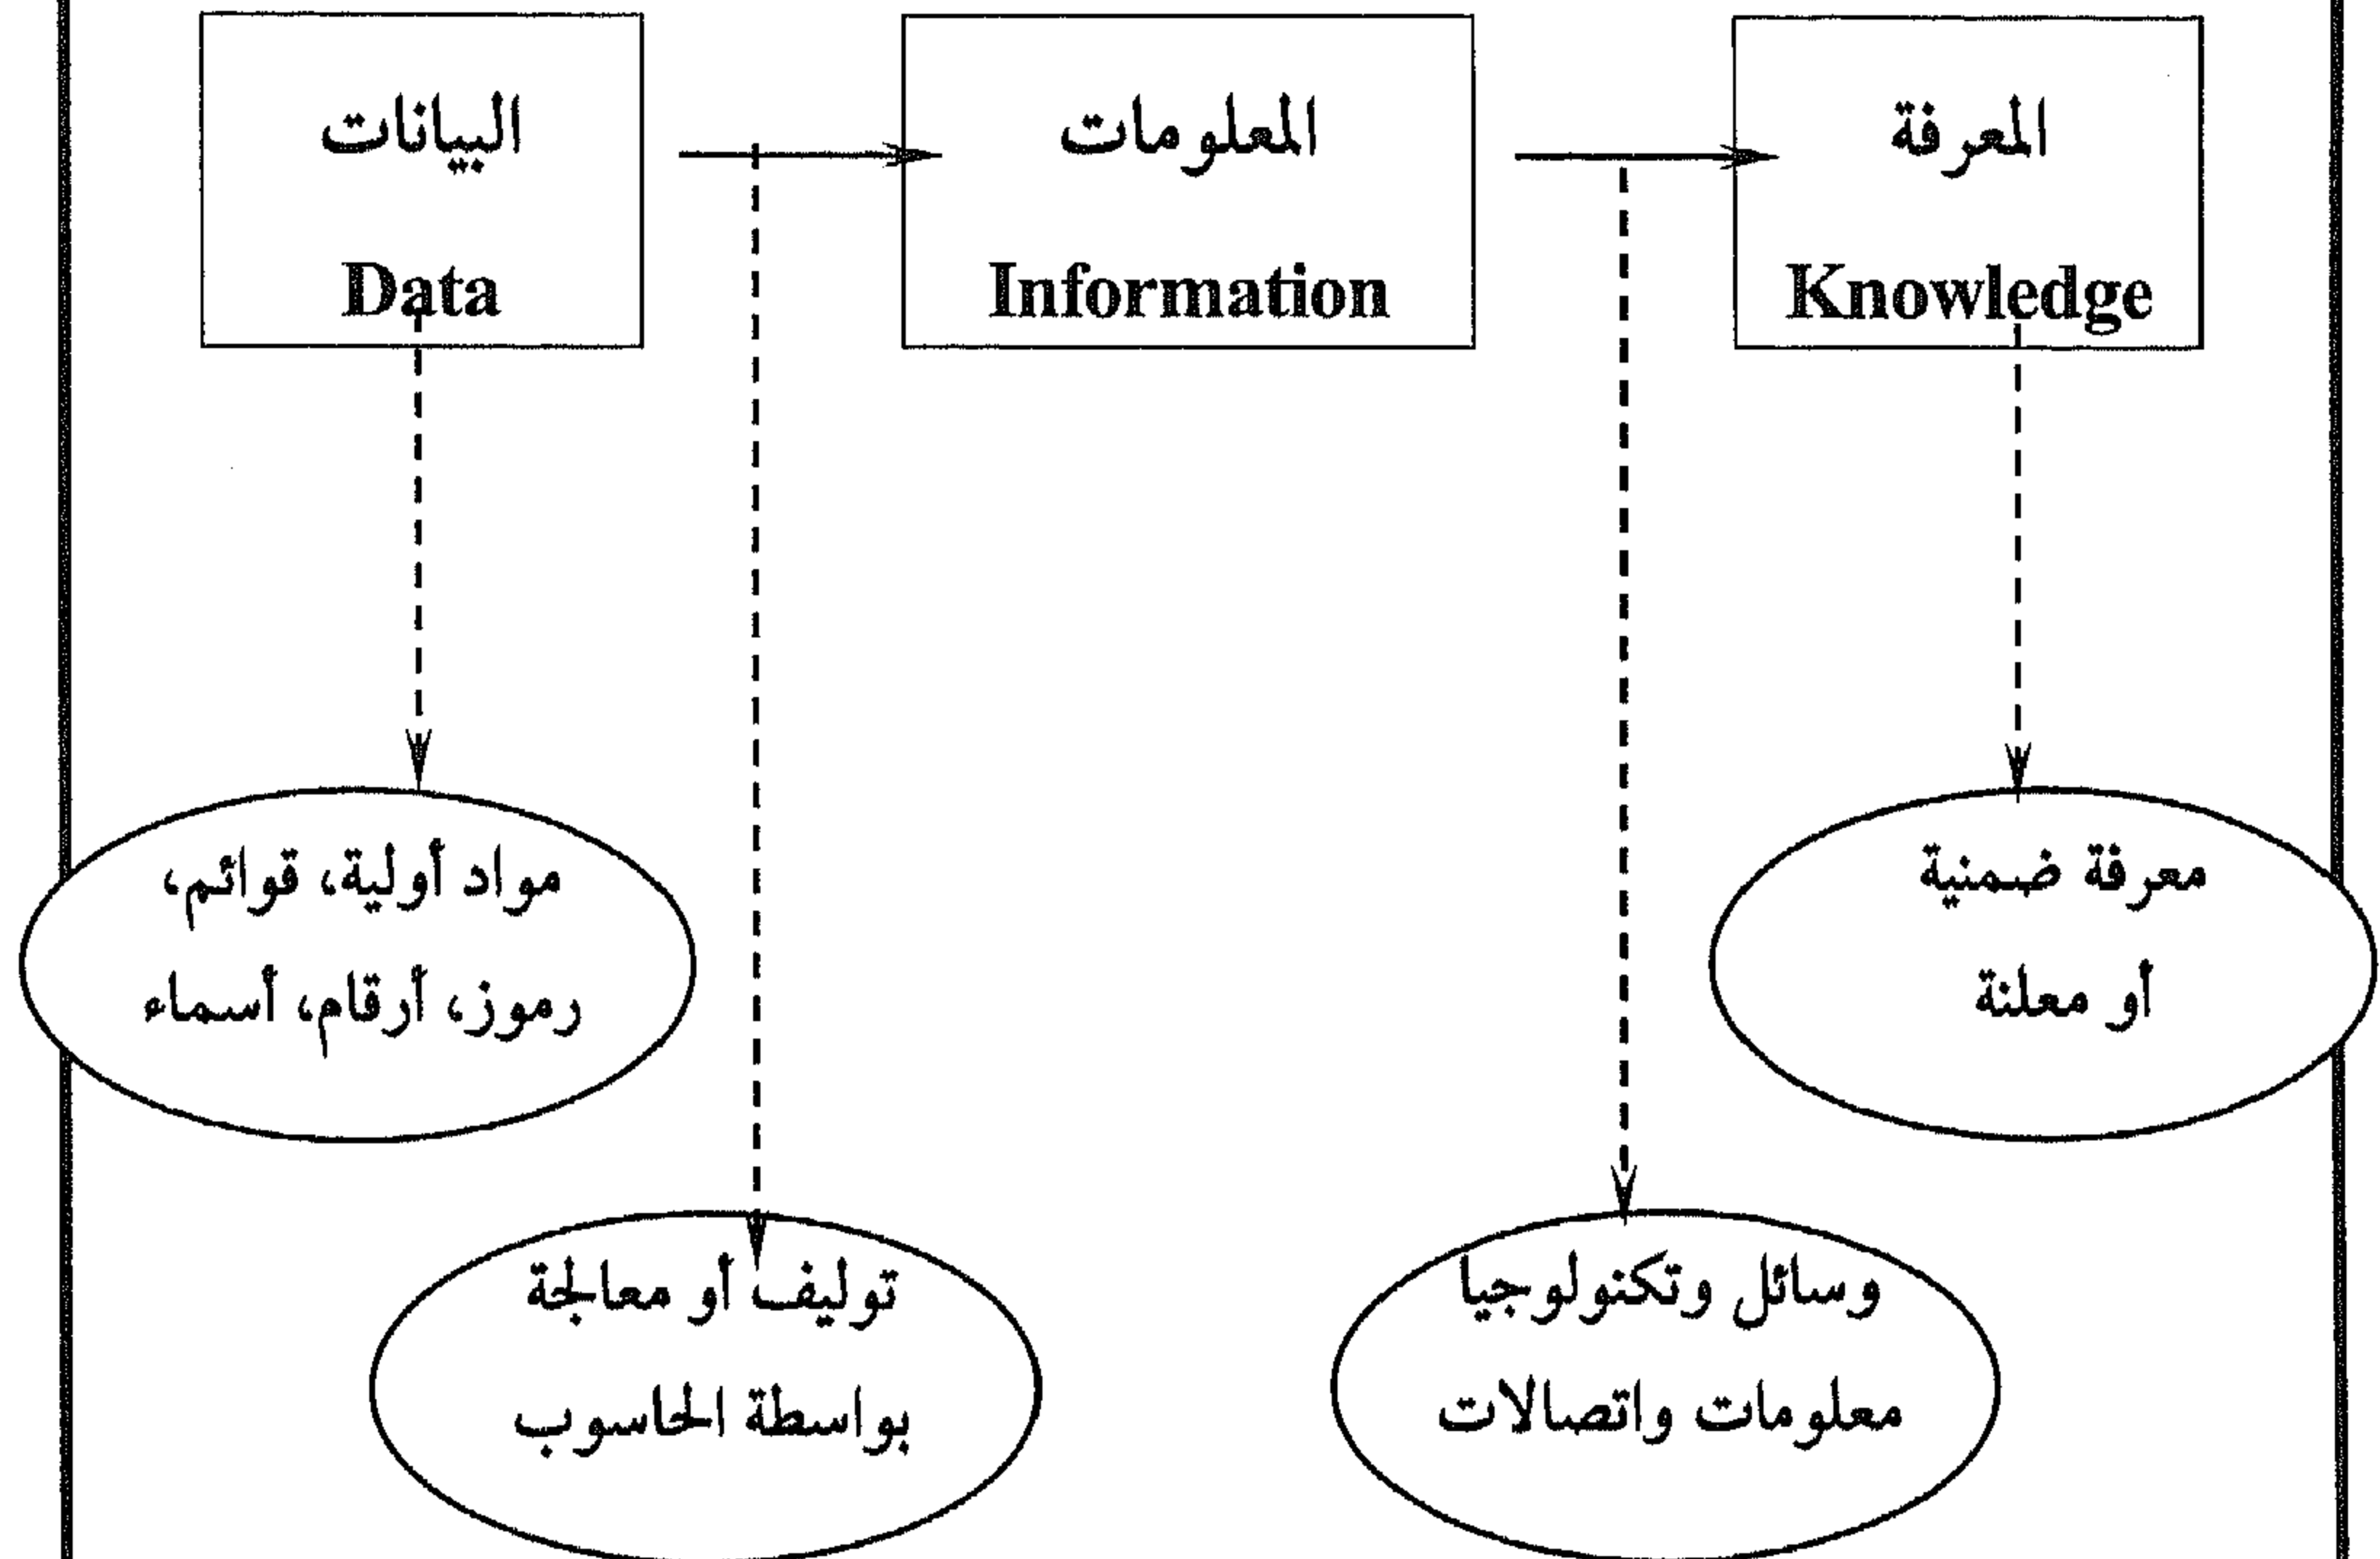 البيانات
Data
المعلومات
Information
المعرفة
Knowledge
مواد أولية، قوائم،
رموز، أرقام، أسماء
معرفة ضمنية
أو معلنة
توليف أو معالجة
بواسطة الحاسوب
وسائل وتكنولوجيا
معلومات واتصالات